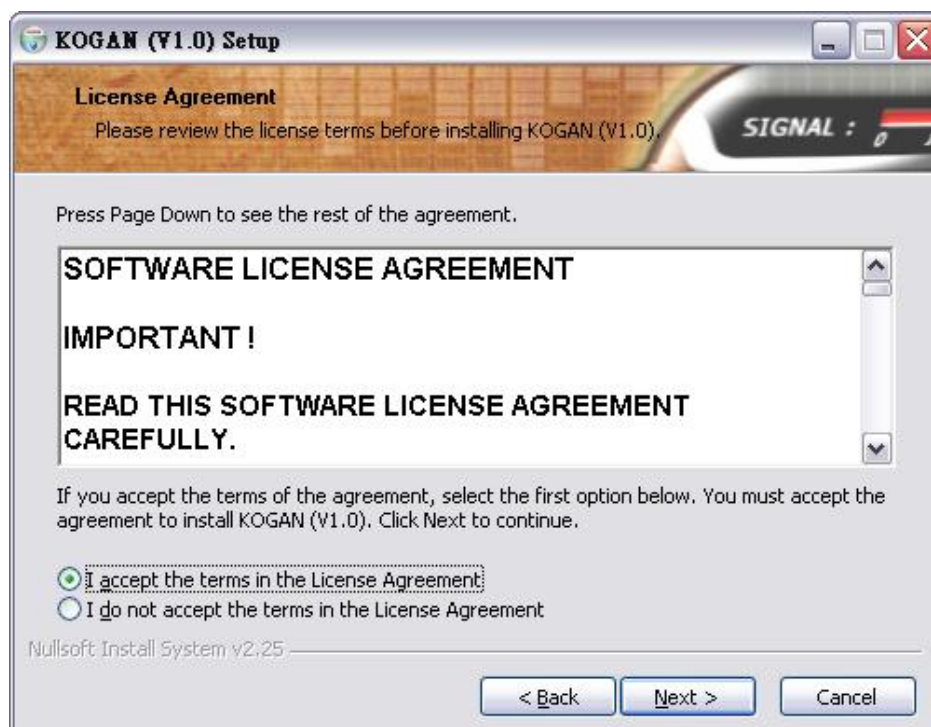 KOGAN (V1.0) Setup
License Agreement
Please review the license terms before installing KOGAN (V1.0).
SIGNAL :
0
Press Page Down to see the rest of the agreement.
SOFTWARE LICENSE AGREEMENT
IMPORTANT !
READ THIS SOFTWARE LICENSE AGREEMENT
CAREFULLY.
If you accept the terms of the agreement, select the first option below. You must accept the
agreement to install KOGAN (V1.0). Click Next to continue.
I accept the terms in the License Agreement
I do not accept the terms in the License Agreement
Nullsoft Install System v2.25
< Back
Next >
Cancel